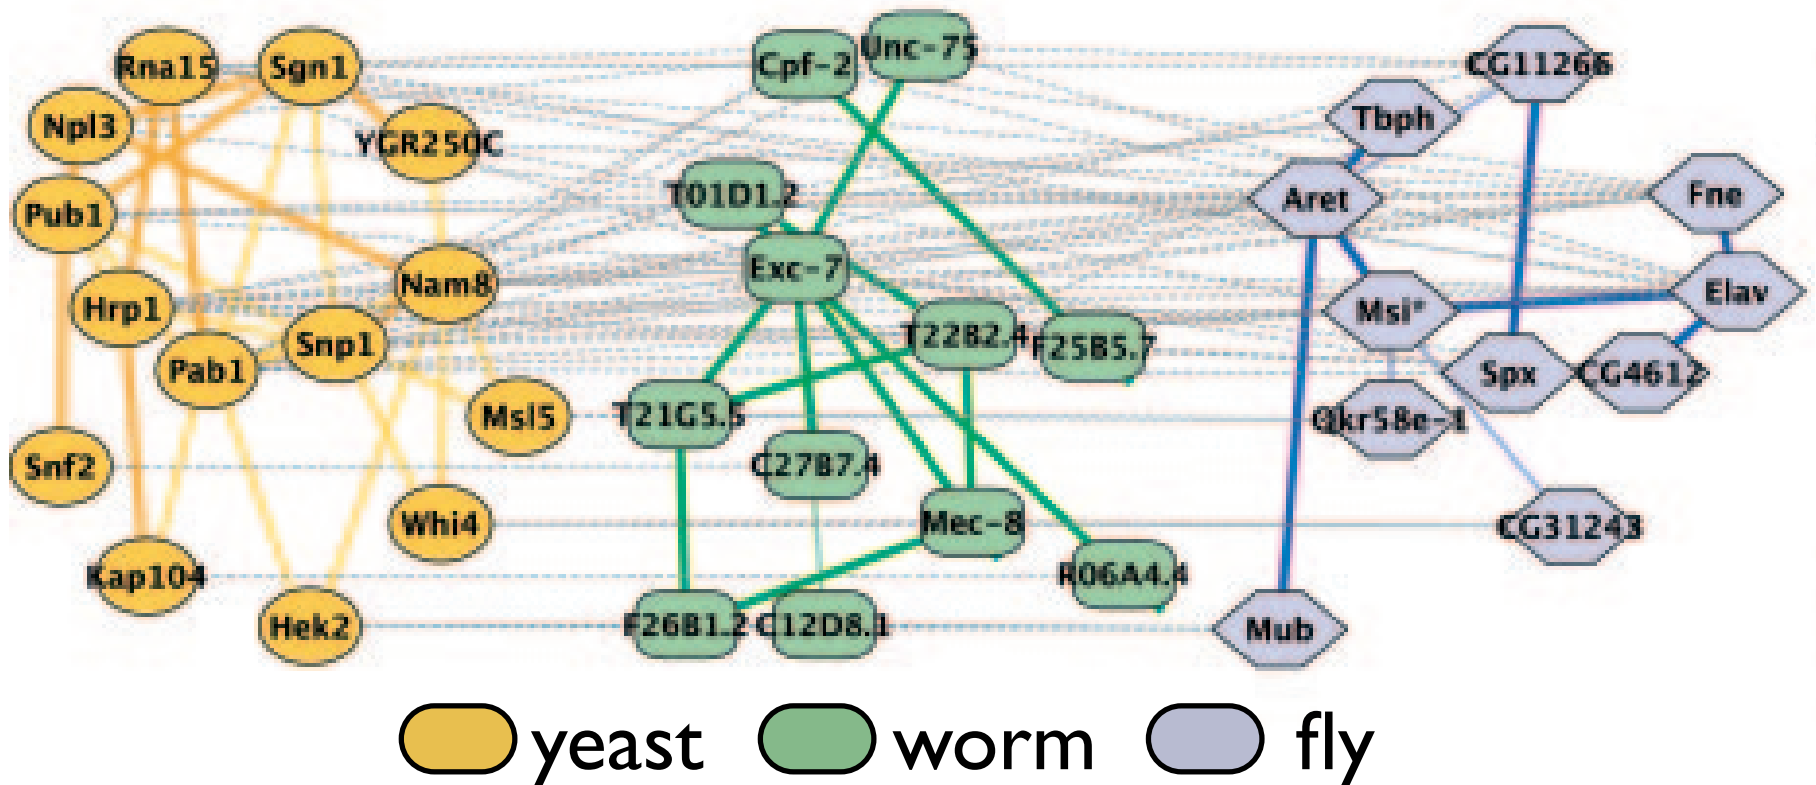 Rna15
Sgn1
Cpf-2
Unc-75
CG11266
Npl3
YGR250C
Tbph
Pub1
T01D1.2
Aret
Fne
Hrp1
Nam8
Exc-7
Msi*
Elav
Pab1
Snp1
T22B2.4
F25B5.7
Spx
CG4612
Msl5
T21G5.5
Qkr58e-1
Snf2
C27B7.4
Whi4
Mec-8
CG31243
Kap104
R06A4.4
Hek2
F26B1.2
C12D8.1
Mub
yeast
worm
fly